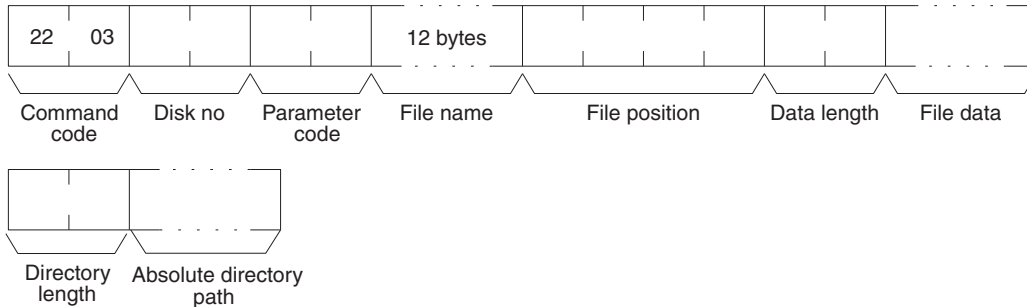 22 03 12 bytes
Command code Disk no Parameter code File name File position Data length File data
Directory length Absolute directory path